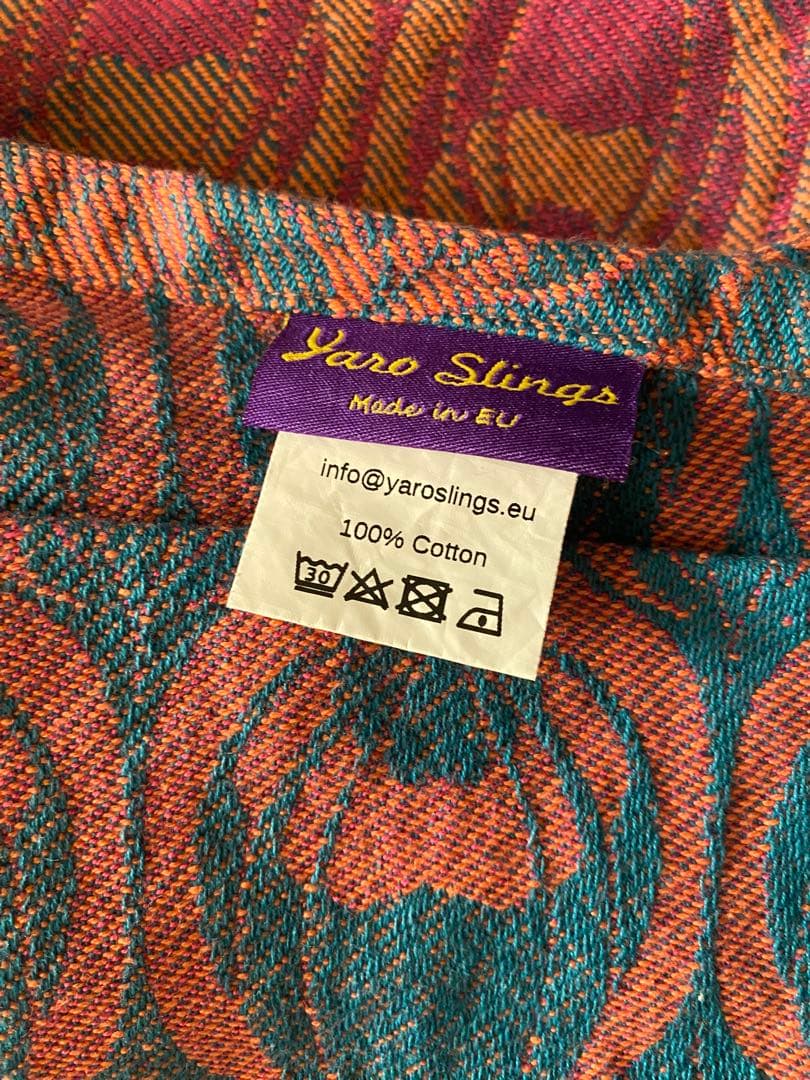 Yaro Slings
Made in EU
info@yaroslings.eu
100% Cotton
30